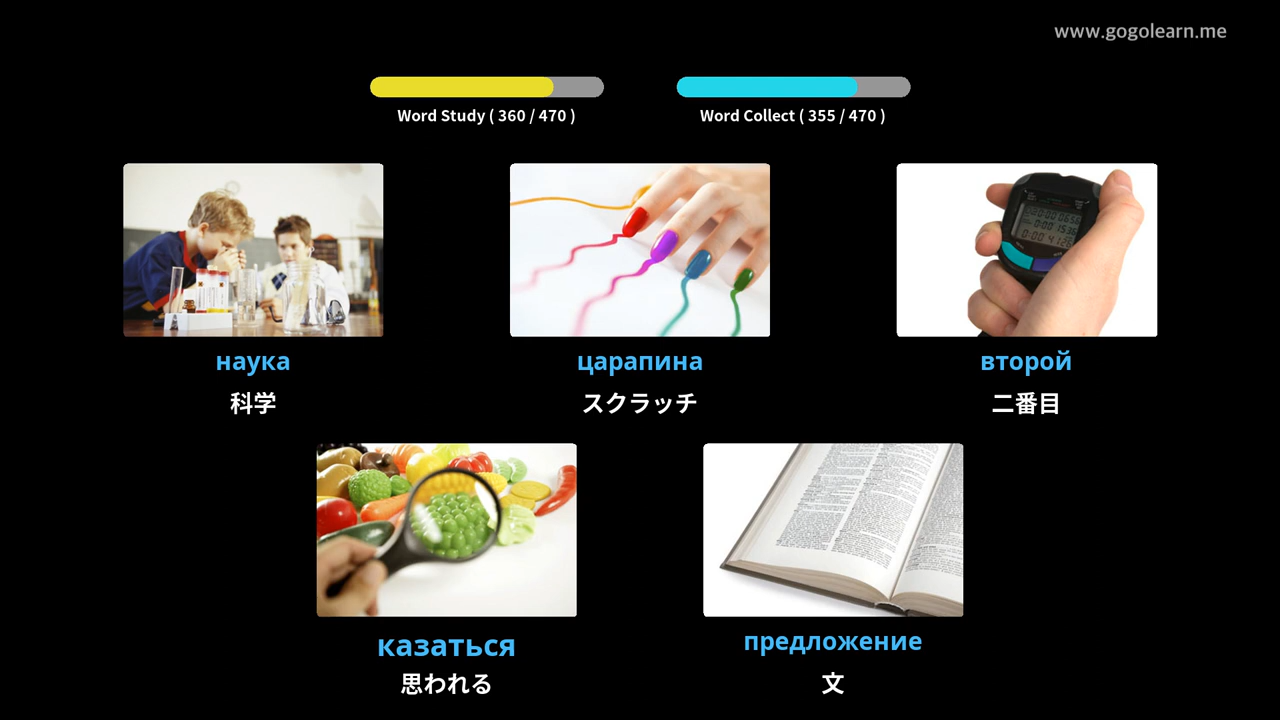 www.gogolearn.me
Word Study ( 360 / 470 )
Word Collect ( 355 / 470 )
наука
царапина
второй
科学
スクラッチ
二番目
казаться
предложение
思われる
文